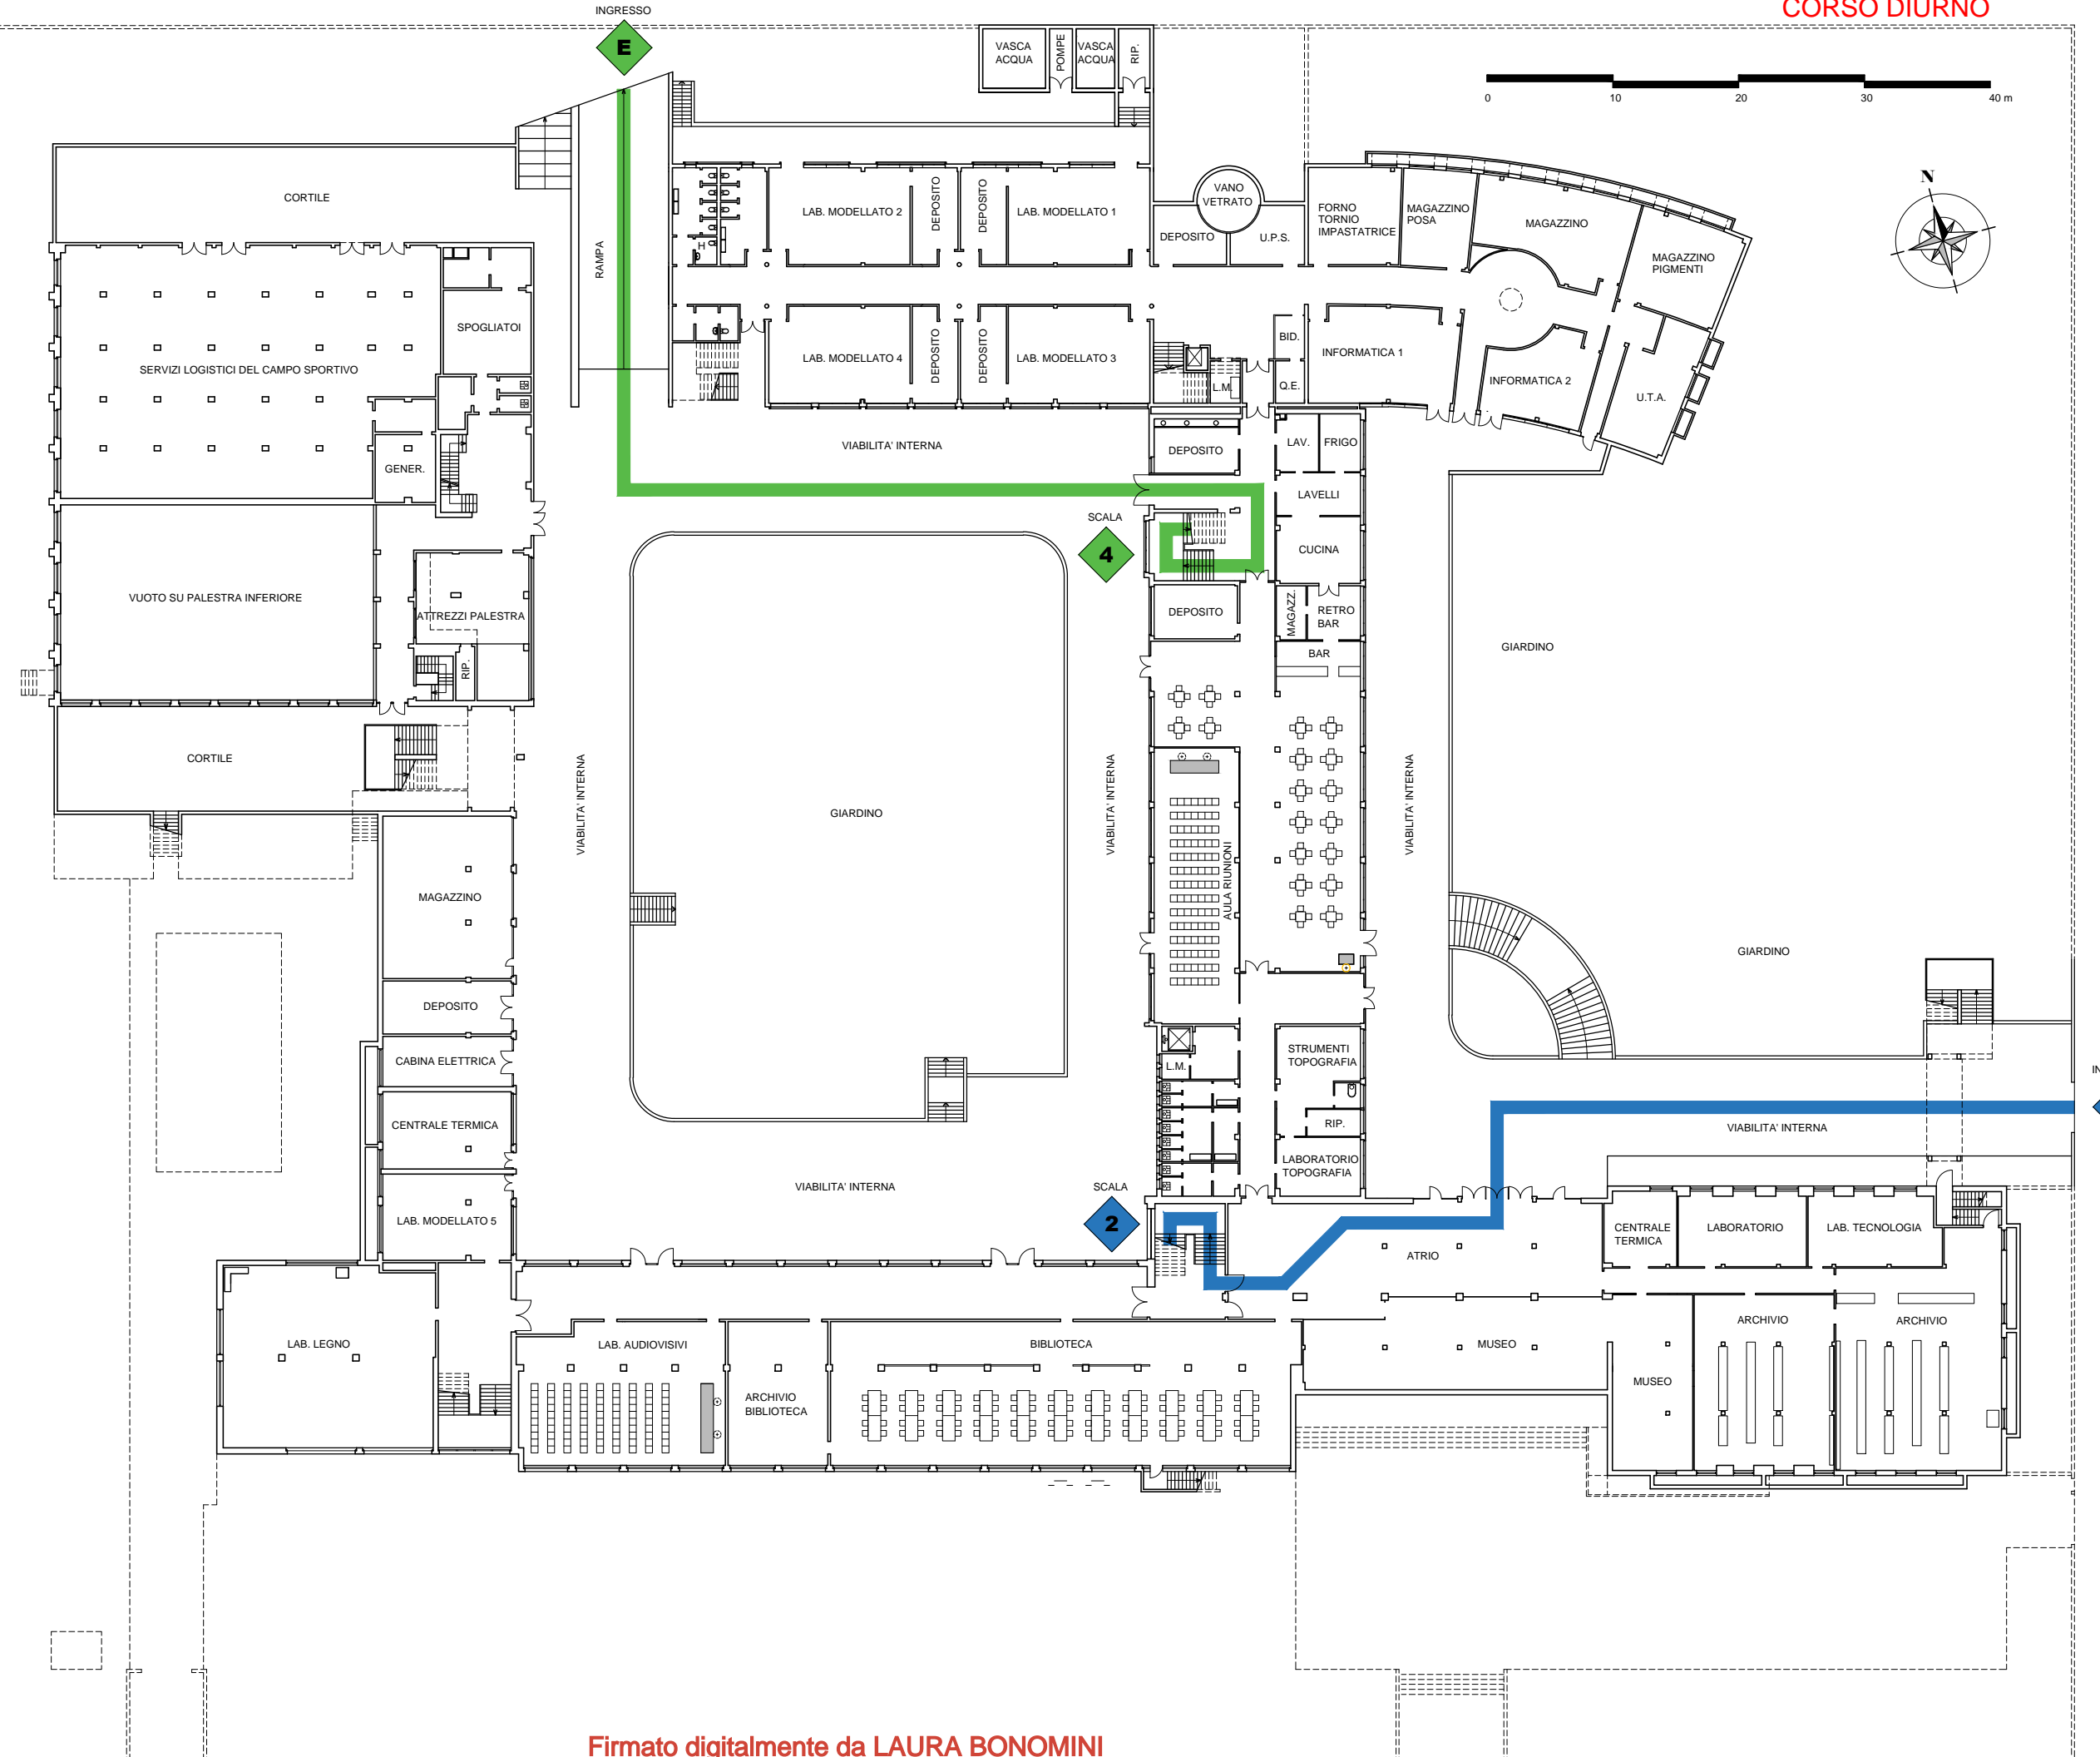 CORSO DIURNO
INGRESSO
E
VASCA
ACQUA
POMPE
VASCA
ACQUA
RIP.
0 10 20 30 40 m
N
CORTILE
RAMPA
H
LAB. MODELLATO 2
DEPOSITO
DEPOSITO
LAB. MODELLATO 1
VANO
VETRATO
DEPOSITO
U.P.S.
FORNO
TORNIO
IMPASTATRICE
MAGAZZINO
POSA
MAGAZZINO
MAGAZZINO
PIGMENTI
SPOGLIATOI
SERVIZI LOGISTICI DEL CAMPO SPORTIVO
LAB. MODELLATO 4
DEPOSITO
DEPOSITO
LAB. MODELLATO 3
L.M.
BID.
Q.E.
INFORMATICA 1
INFORMATICA 2
U.T.A.
GENER.
VIABILITA' INTERNA
DEPOSITO
LAV.
FRIGO
LAVELLI
SCALA
4
CUCINA
VUOTO SU PALESTRA INFERIORE
ATTREZZI PALESTRA
RIP.
DEPOSITO
MAGAZZ.
RETRO
BAR
BAR
GIARDINO
CORTILE
VIABILITA' INTERNA
GIARDINO
VIABILITA' INTERNA
AULA RIUNIONI
VIABILITA' INTERNA
MAGAZZINO
GIARDINO
DEPOSITO
CABINA ELETTRICA
L.M.
STRUMENTI
TOPOGRAFIA
IN
CENTRALE TERMICA
RIP.
VIABILITA' INTERNA
LABORATORIO
TOPOGRAFIA
VIABILITA' INTERNA
SCALA
2
LAB. MODELLATO 5
ATRIO
CENTRALE
TERMICA
LABORATORIO
LAB. TECNOLOGIA
LAB. LEGNO
LAB. AUDIOVISIVI
BIBLIOTECA
MUSEO
ARCHIVIO
ARCHIVIO
ARCHIVIO
BIBLIOTECA
MUSEO
Firmato digitalmente da LAURA BONOMINI